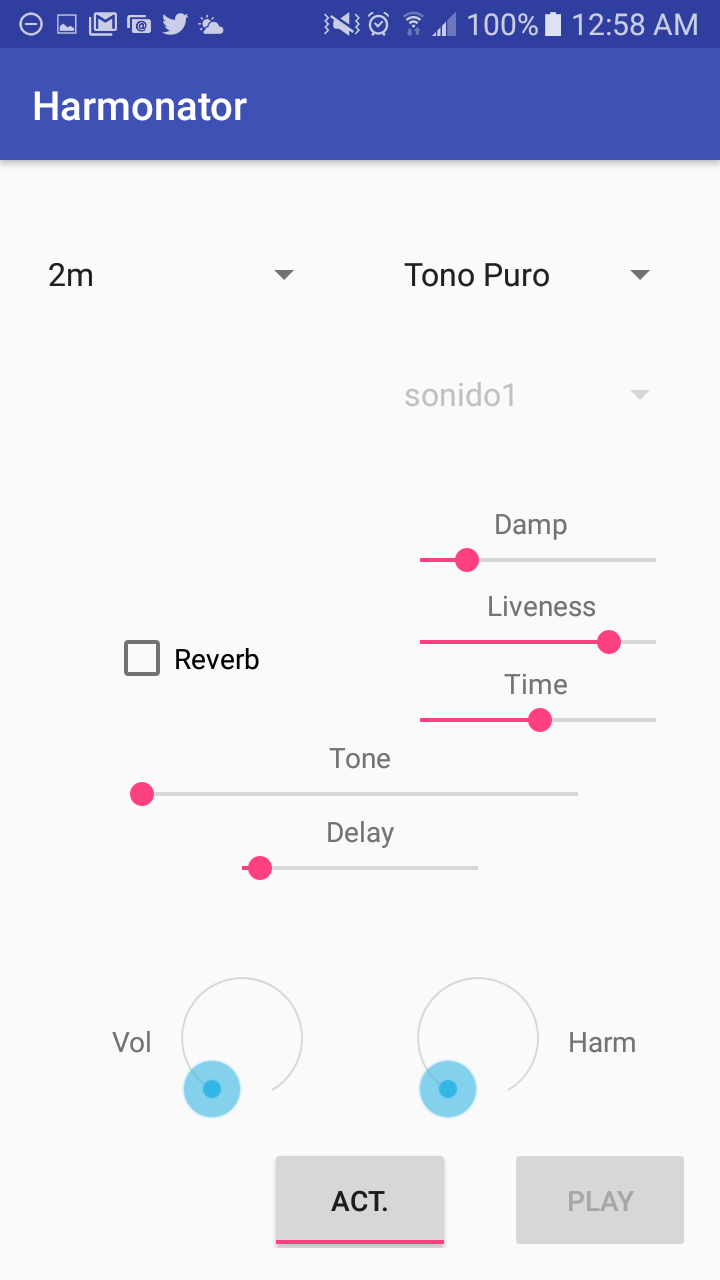 100% 12:58 AM
Harmonator
2m
Tono Puro
sonido1
Damp
Liveness
Reverb
Time
Tone
Delay
Vol
Harm
ACT.
PLAY